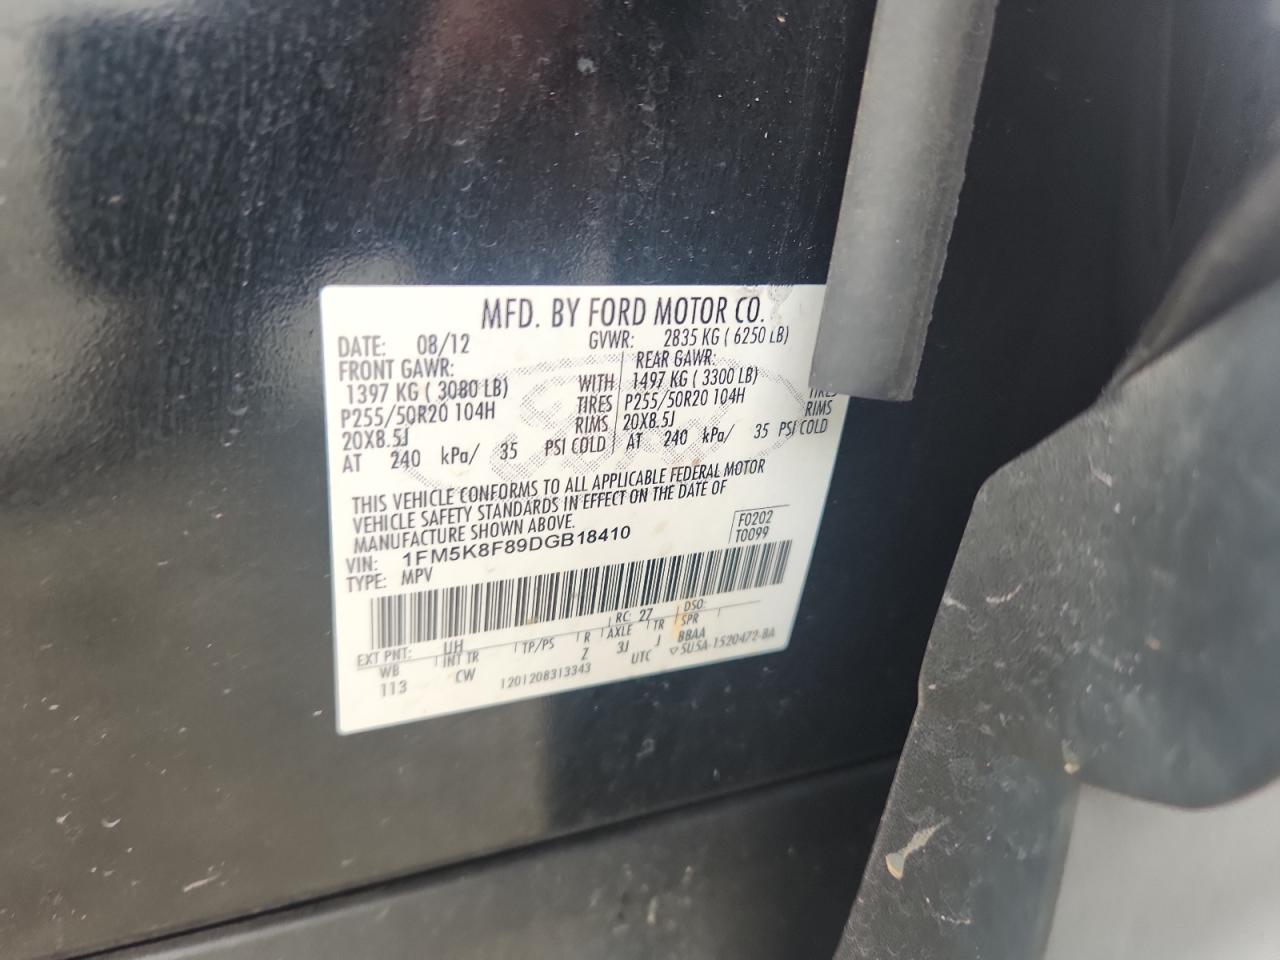 MFD. BY FORD MOTOR CO.
DATE: 08/12 GVWR: 2835 KG ( 6250 LB)
FRONT GAWR: REAR GAWR:
1397 KG ( 3080 LB) WITH 1497 KG ( 3300 LB)
P255/50R20 104H TIRES P255/50R20 104H TIRES
20X8.5J RIMS 20X8.5J RIMS
AT 240 kPa/ 35 PSI COLD AT 240 kPa/ 35 PSI COLD
THIS VEHICLE CONFORMS TO ALL APPLICABLE FEDERAL MOTOR
VEHICLE SAFETY STANDARDS IN EFFECT ON THE DATE OF
MANUFACTURE SHOWN ABOVE.
F0202
VIN: 1FM5K8F89DGB18410 T0099
TYPE: MPV
EXT PNT: UH RC: 27 DSO:
WB INT TR TP/PS R AXLE TR SPR
113 CW Z 3J J BBAA
1201208313343 UTC ▽5U5A-1520472-BA